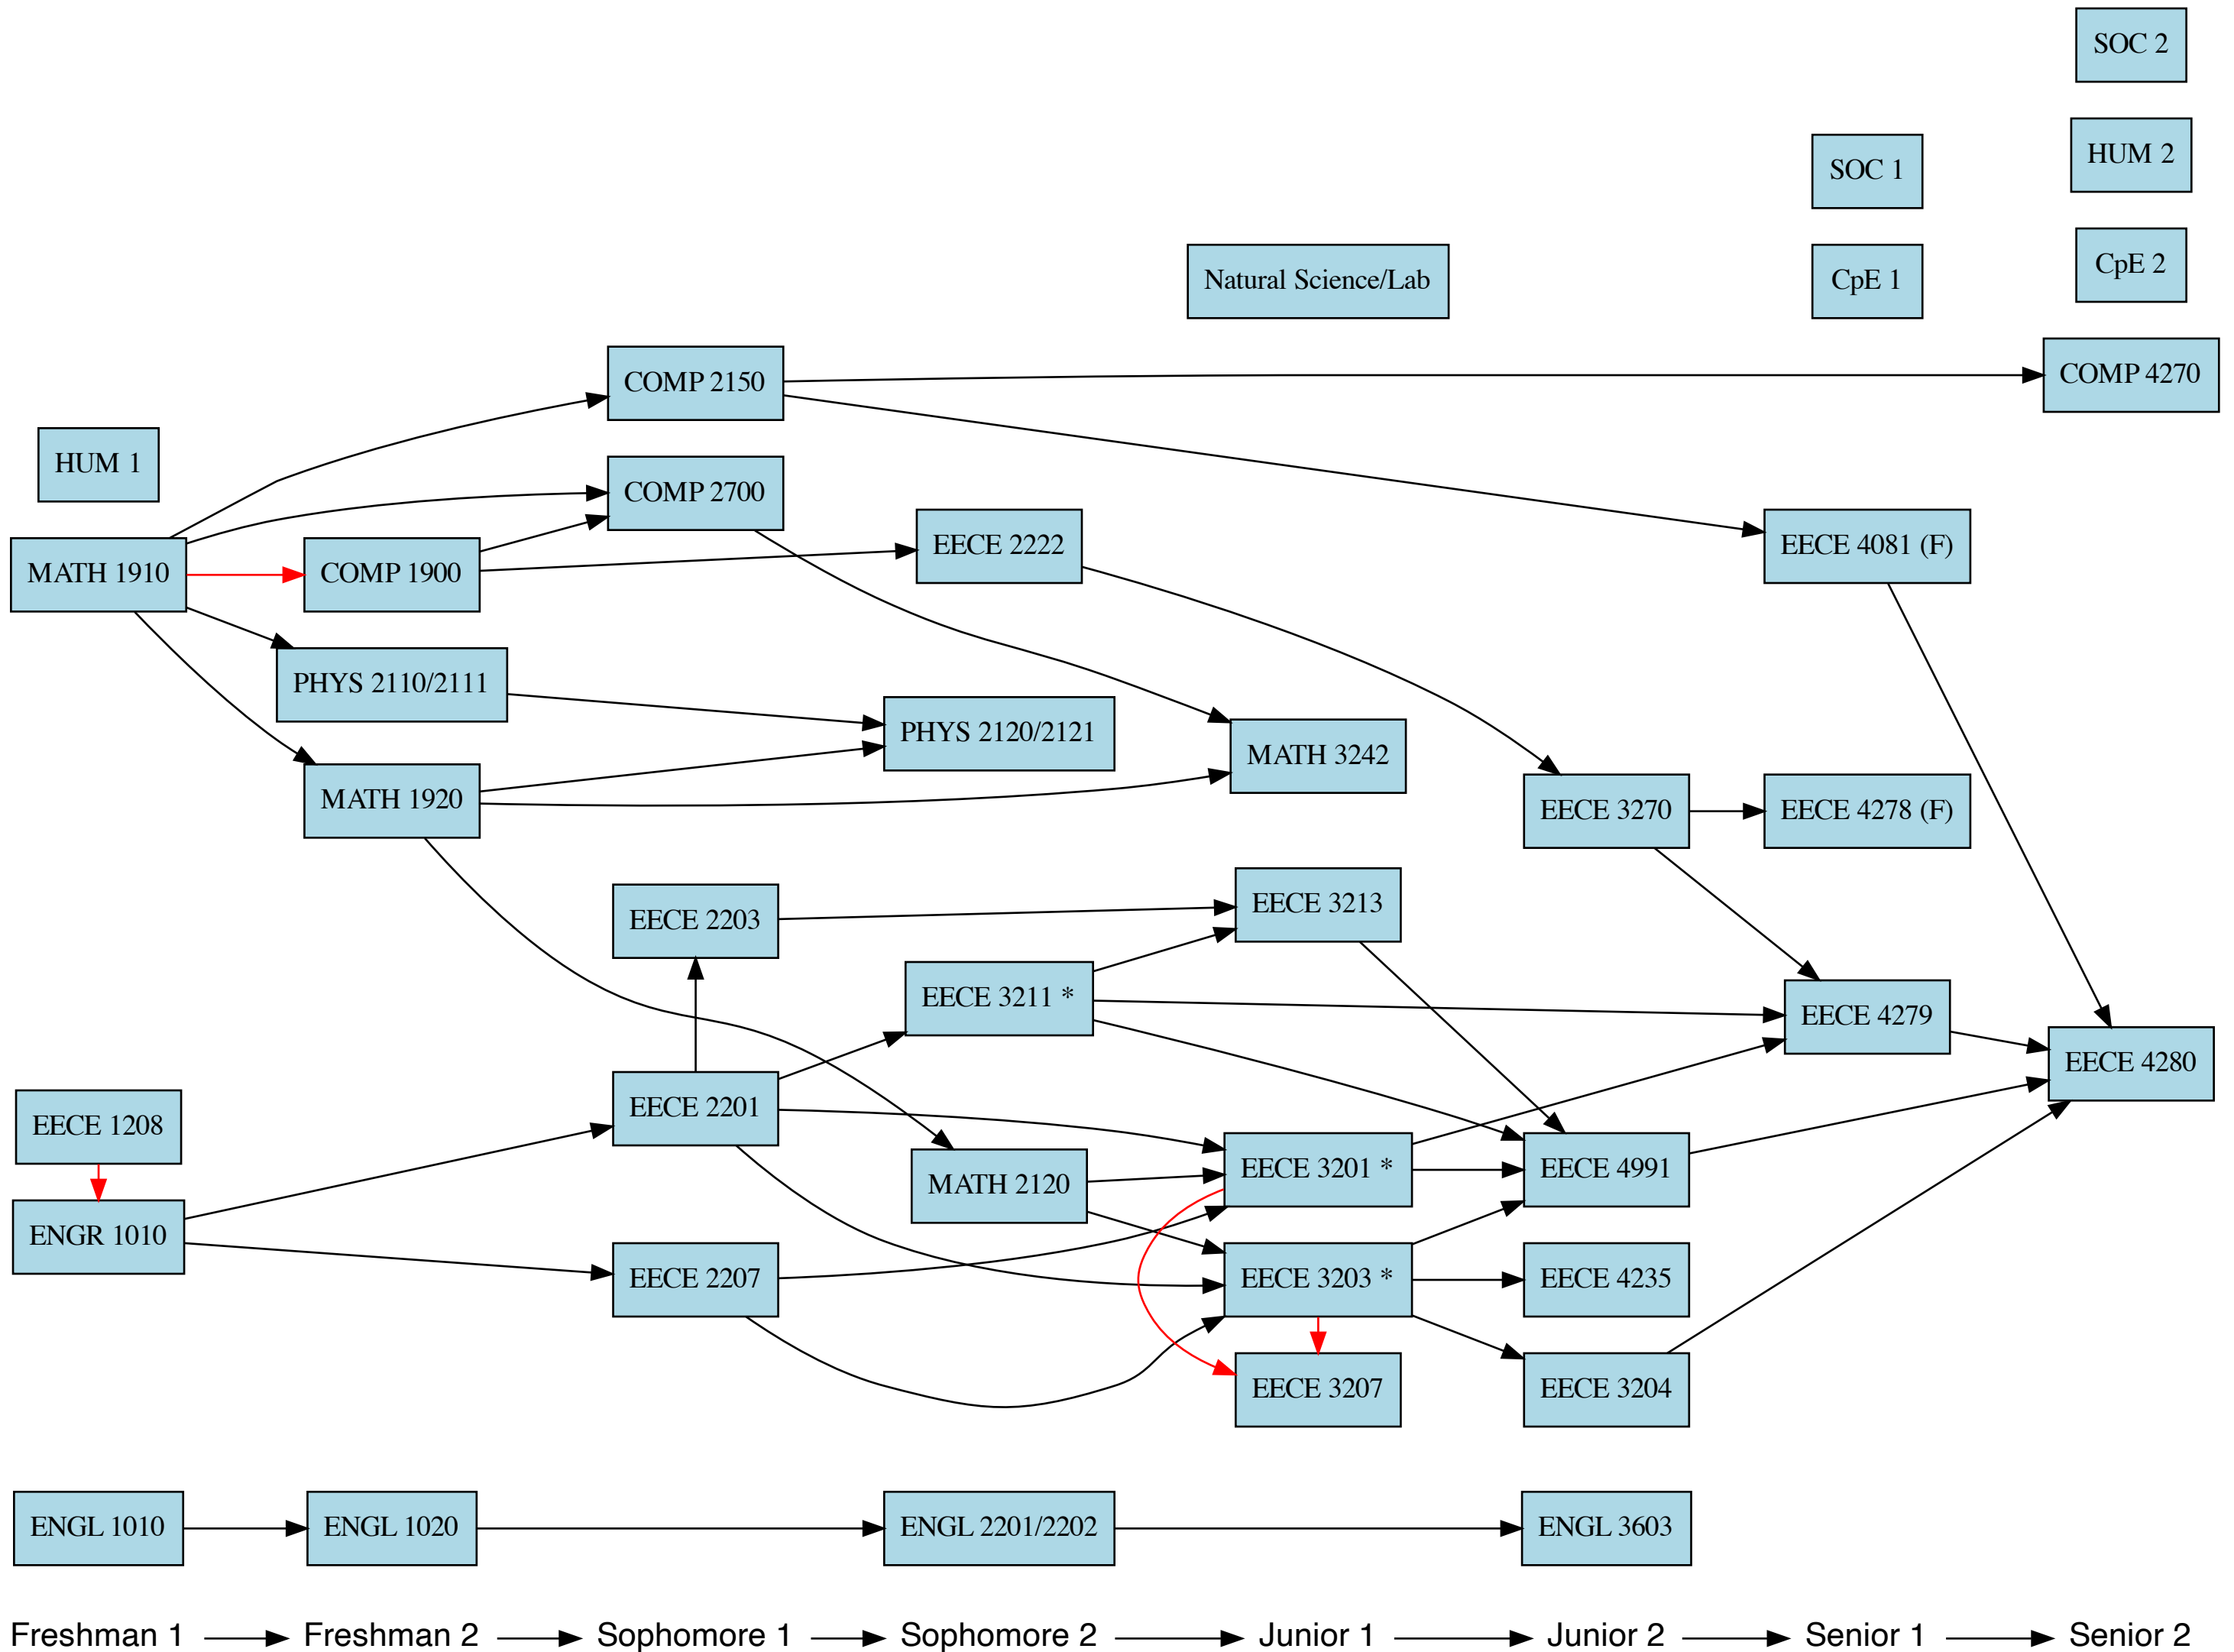 SOC 2
HUM 2
SOC 1
CpE 2
Natural Science/Lab
CpE 1
COMP 2150
COMP 4270
HUM 1
COMP 2700
EECE 2222
EECE 4081 (F)
MATH 1910
COMP 1900
PHYS 2110/2111
PHYS 2120/2121
MATH 3242
MATH 1920
EECE 3270
EECE 4278 (F)
EECE 2203
EECE 3213
EECE 3211 *
EECE 4279
EECE 4280
EECE 1208
EECE 2201
EECE 3201 *
EECE 4991
MATH 2120
ENGR 1010
EECE 2207
EECE 3203 *
EECE 4235
EECE 3207
EECE 3204
ENGL 1010
ENGL 1020
ENGL 2201/2202
ENGL 3603
Freshman 1
Freshman 2
Sophomore 1
Sophomore 2
Junior 1
Junior 2
Senior 1
Senior 2